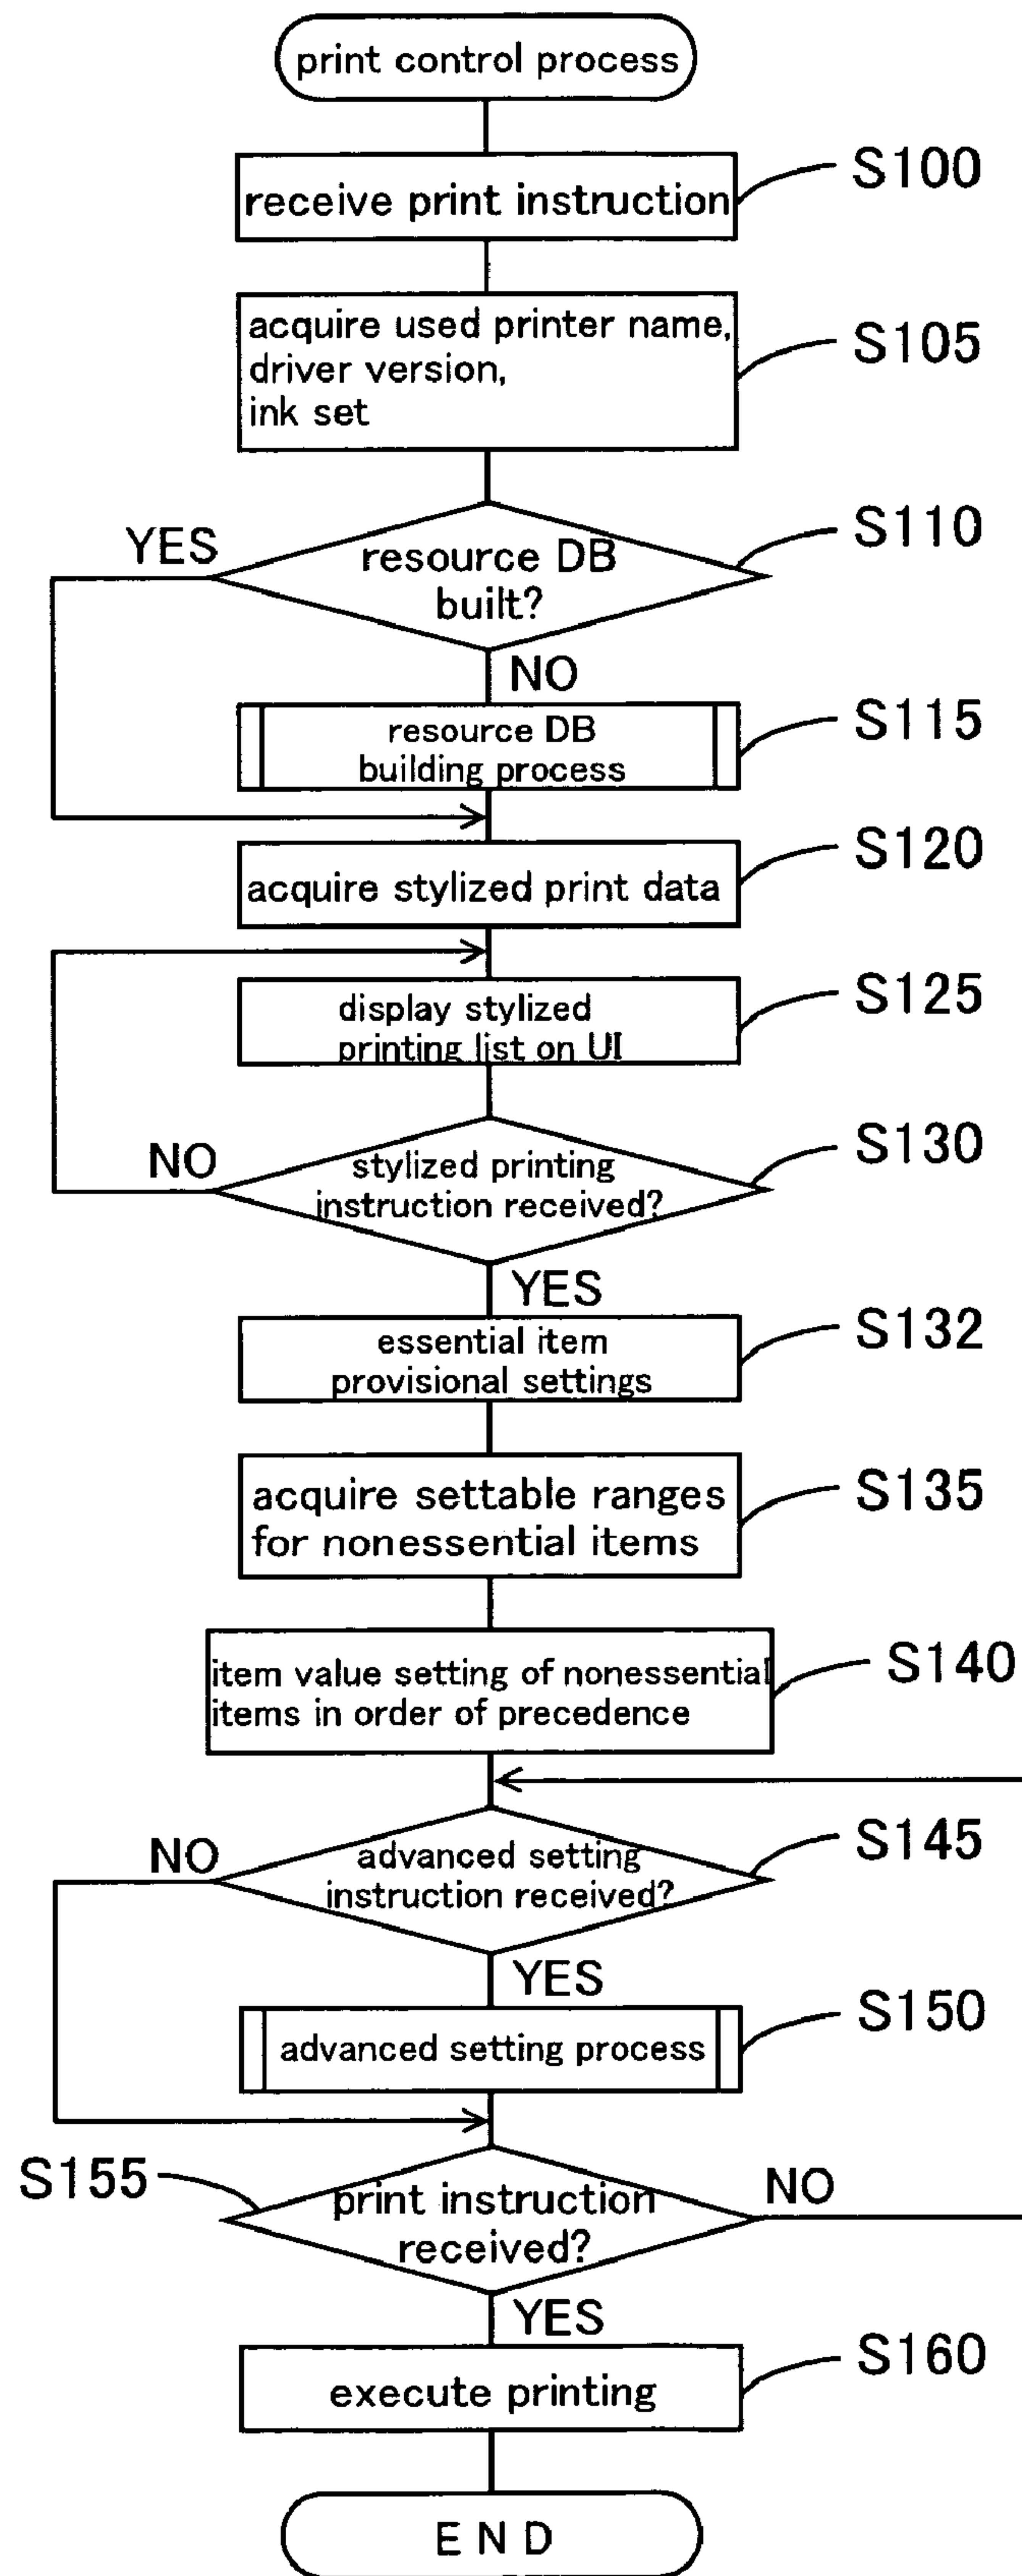 print control process
receive print instruction
S100
acquire used printer name,
driver version,
ink set
S105
YES
resource DB
built?
S110
NO
resource DB
building process
S115
acquire stylized print data
S120
display stylized
printing list on UI
S125
NO
stylized printing
instruction received?
S130
YES
essential item
provisional settings
S132
acquire settable ranges
for nonessential items
S135
item value setting of nonessential
items in order of precedence
S140
NO
advanced setting
instruction received?
S145
YES
advanced setting process
S150
S155
print instruction
received?
NO
YES
execute printing
S160
END